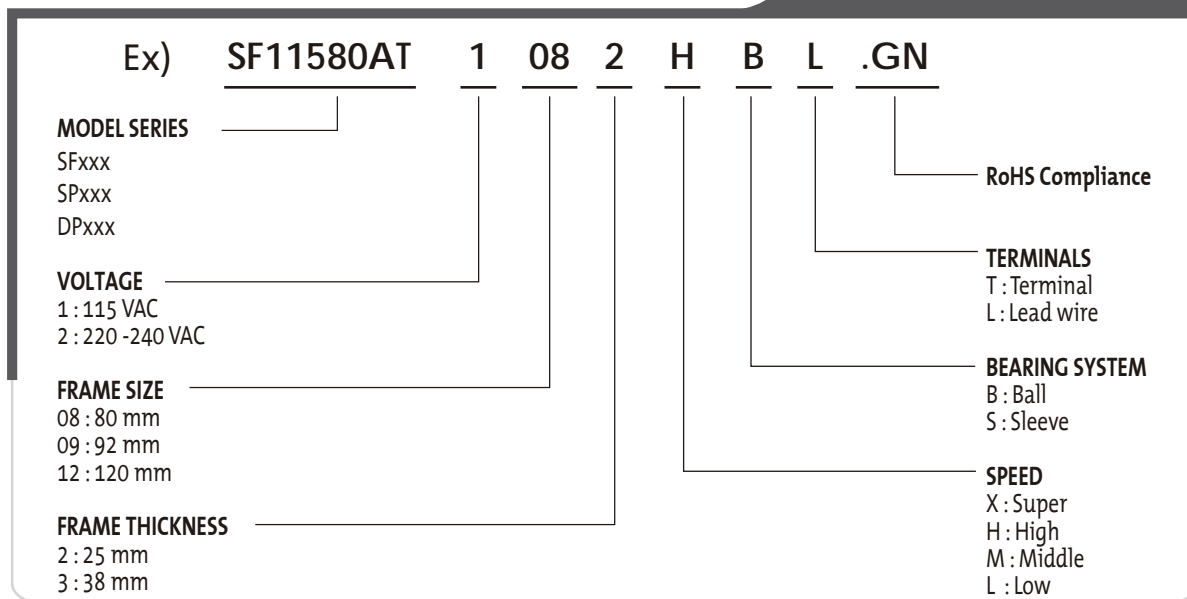 Ex) SF11580AT 1 08 2 H B L .GN
MODEL SERIES
SFxxx
SPxxx
DPxxx
VOLTAGE
1 : 115 VAC
2 : 220 -240 VAC
FRAME SIZE
08 : 80 mm
09 : 92 mm
12 : 120 mm
FRAME THICKNESS
2 : 25 mm
3 : 38 mm
RoHS Compliance
TERMINALS
T : Terminal
L : Lead wire
BEARING SYSTEM
B : Ball
S : Sleeve
SPEED
X : Super
H : High
M : Middle
L : Low